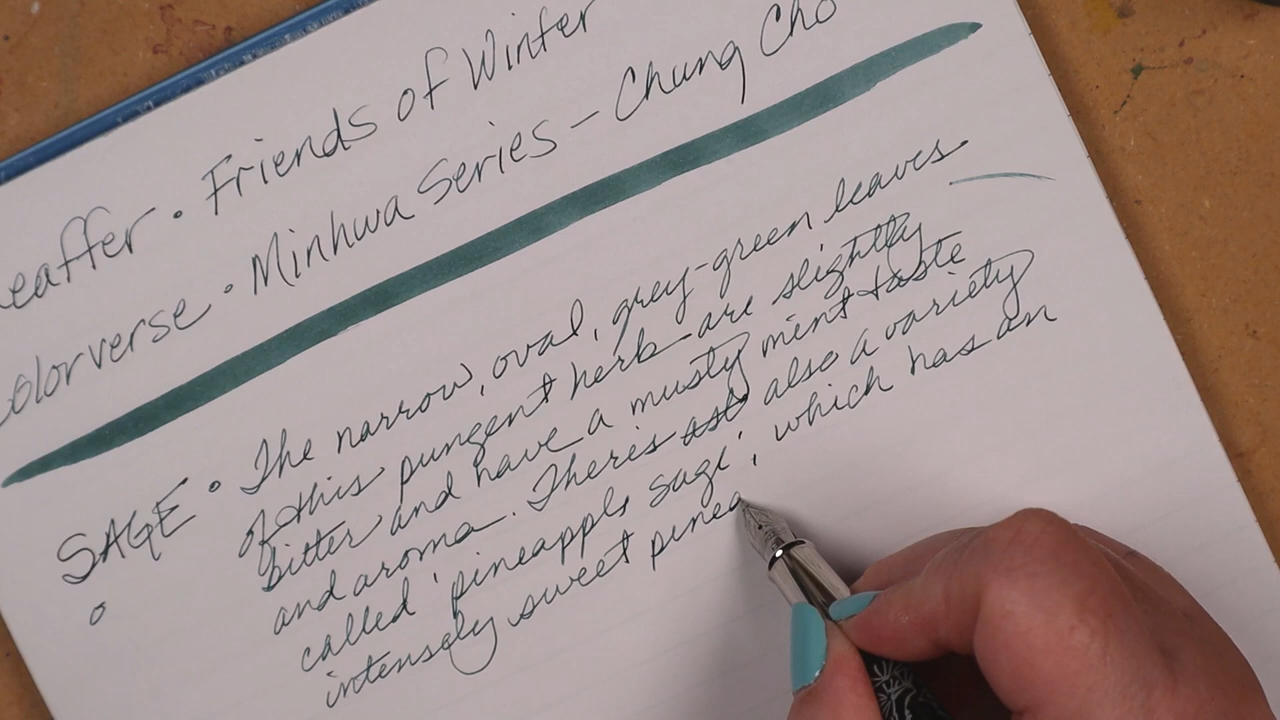 eaffer · Friends of Winter
olorverse · Minhwa Series - Chung Cho
SAGE · The narrow, oval, grey-green leaves
of this pungent herb are slightly
bitter and have a musty mint taste
and aroma. There is also a variety
called 'pineapple sage', which has an
intensely sweet pinea